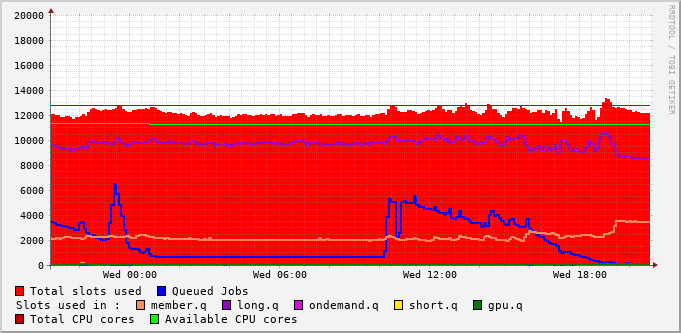 20000
18000
16000
14000
12000
10000
8000
6000
4000
2000
0
Wed 00:00 Wed 06:00 Wed 12:00 Wed 18:00
RRDTOOL / TOBI OETIKER
Total slots used Queued Jobs
Slots used in : member.q long.q ondemand.q short.q gpu.q
Total CPU cores Available CPU cores